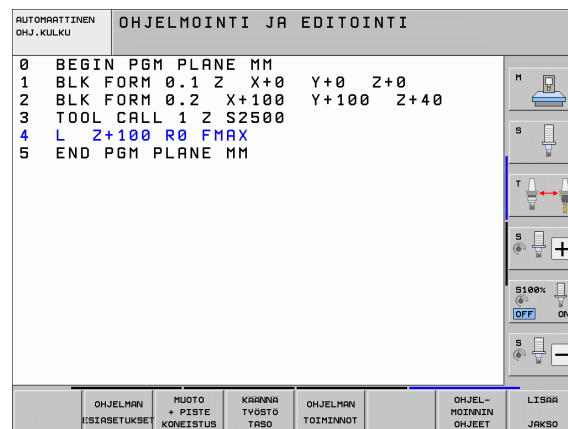 AUTOMAATTINEN
OHJ.KULKU
OHJELMOINTI JA EDITOINTI
0 BEGIN PGM PLANE MM
1 BLK FORM 0.1 Z X+0 Y+0 Z+0
2 BLK FORM 0.2 X+100 Y+100 Z+40
3 TOOL CALL 1 Z S2500
4 L Z+100 R0 FMAX
5 END PGM PLANE MM
M
S
T
S
+
S100%
OFF ON
S
-
OHJELMAN
ESIASETUKSET
MUOTO
+ PISTE
KONEISTUS
KÄÄNNÄ
TYÖSTÖ
TASO
OHJELMAN
TOIMINNOT
OHJEL-
MOINNIN
OHJEET
LISÄÄ
JAKSO